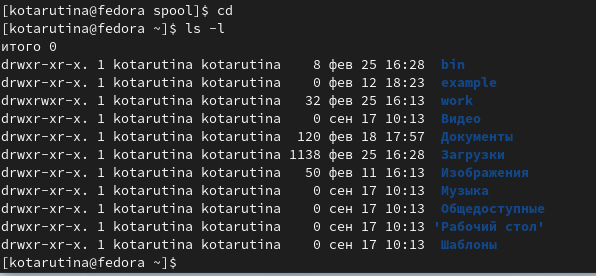 [kotarutina@fedora spool]$ cd
[kotarutina@fedora ~]$ ls -l
итого 0
drwxr-xr-x. 1 kotarutina kotarutina    8 фев 25 16:28  bin
drwxr-xr-x. 1 kotarutina kotarutina    0 фев 12 18:23  example
drwxrwxr-x. 1 kotarutina kotarutina   32 фев 25 16:13  work
drwxr-xr-x. 1 kotarutina kotarutina    0 сен 17 10:13  Видео
drwxr-xr-x. 1 kotarutina kotarutina  120 фев 18 17:57  Документы
drwxr-xr-x. 1 kotarutina kotarutina 1138 фев 25 16:28  Загрузки
drwxr-xr-x. 1 kotarutina kotarutina   50 фев 11 16:13  Изображения
drwxr-xr-x. 1 kotarutina kotarutina    0 сен 17 10:13  Музыка
drwxr-xr-x. 1 kotarutina kotarutina    0 сен 17 10:13  Общедоступные
drwxr-xr-x. 1 kotarutina kotarutina    0 сен 17 10:13 'Рабочий стол'
drwxr-xr-x. 1 kotarutina kotarutina    0 сен 17 10:13  Шаблоны
[kotarutina@fedora ~]$